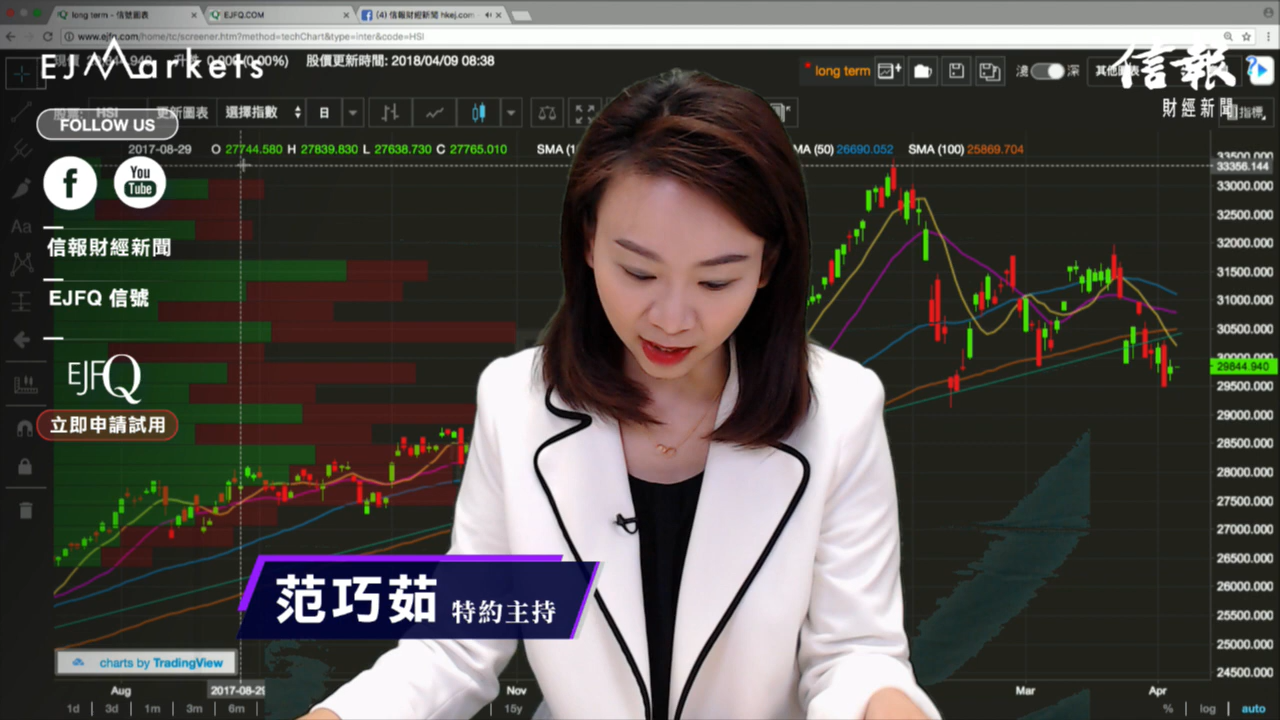 long term - 信號圖表
EJFQ.COM
(4) 信報財經新聞 hkej.com -
www.ejfq.com/home/tc/screener.htm?method=techChart&type=inter&code=HSI
EJ Markets
0.000(0.00%)
股價更新時間: 2018/04/09 08:38
long term
深
信報
財經新聞
HSI
更新圖表
選擇指數
日
指標
FOLLOW US
2017-08-29 O 27744.580 H 27839.830 L 27638.730 C 27765.010
MA (50) 26690.052 SMA (100) 25869.704
You
Tube
信報財經新聞
EJFQ 信號
EJFQ
立即申請試用
33356.144
33000.000
32500.000
32000.000
31500.000
31000.000
30500.000
29844.940
29500.000
29000.000
28500.000
28000.000
27500.000
27000.000
26500.000
26000.000
25500.000
25000.000
24500.000
范巧茹 特約主持
charts by TradingView
Aug
Nov
Mar
Apr
1d
3d
1m
3m
6m
15y
%
log
auto